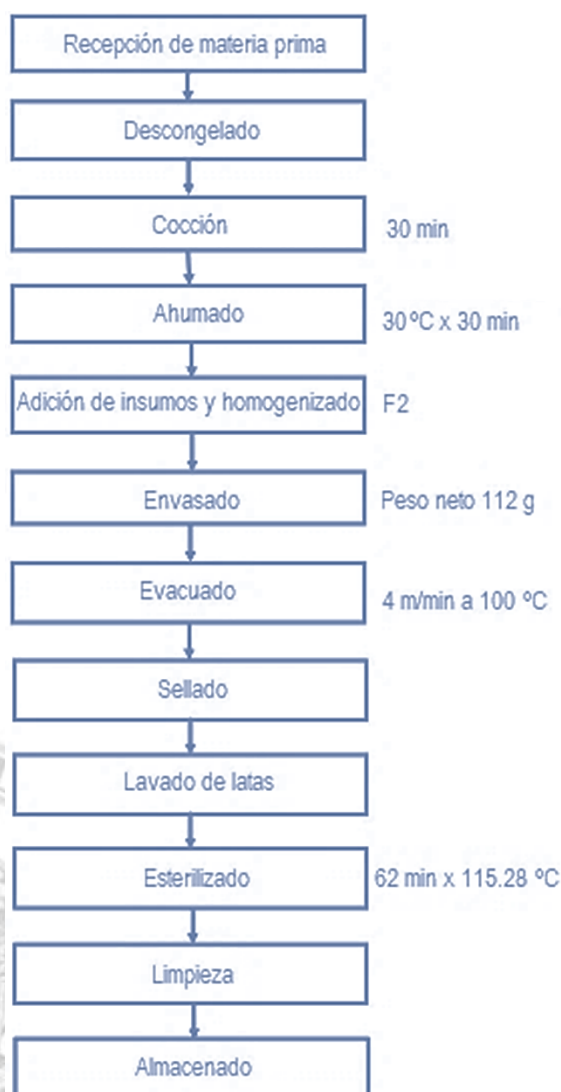 Recepción de materia prima
Descongelado
Cocción
30 min
Ahumado
30 ºC x 30 min
Adición de insumos y homogenizado
F2
Envasado
Peso neto 112 g
Evacuado
4 m/min a 100 ºC
Sellado
Lavado de latas
Esterilizado
62 min x 115.28 ºC
Limpieza
Almacenado